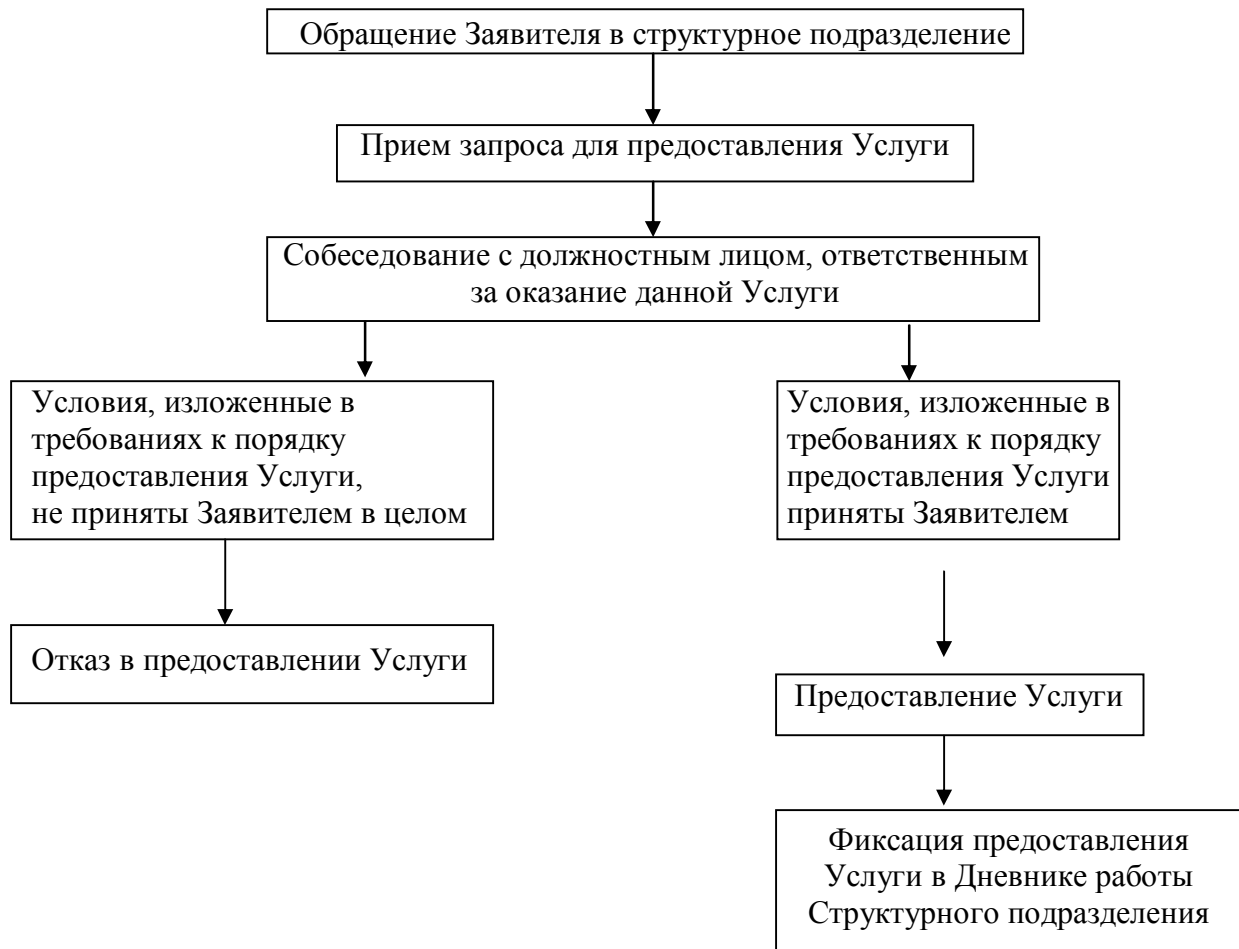 Обращение Заявителя в структурное подразделение
Прием запроса для предоставления Услуги
Собеседование с должностным лицом, ответственным
за оказание данной Услуги
Условия, изложенные в
требованиях к порядку
предоставления Услуги,
не приняты Заявителем в целом
Отказ в предоставлении Услуги
Условия, изложенные в
требованиях к порядку
предоставления Услуги
приняты Заявителем
Предоставление Услуги
Фиксация предоставления
Услуги в Дневнике работы
Структурного подразделения